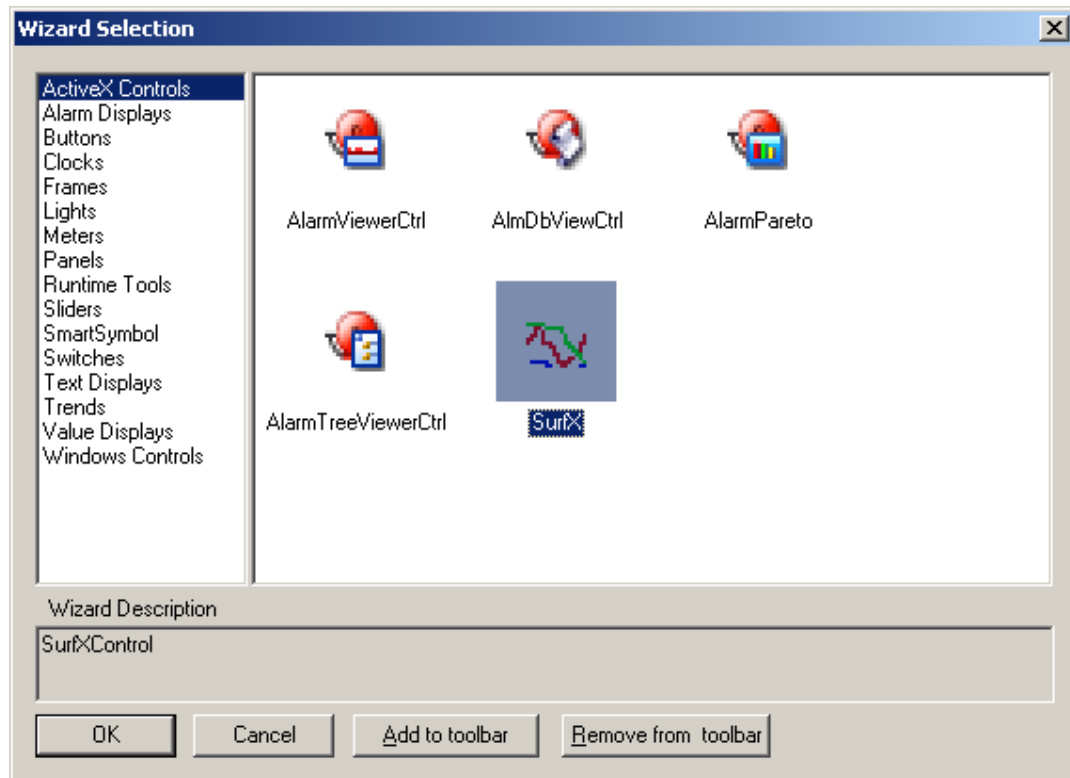 Wizard Selection
ActiveX Controls
Alarm Displays
Buttons
Clocks
Frames
Lights
Meters
Panels
Runtime Tools
Sliders
SmartSymbol
Switches
Text Displays
Trends
Value Displays
Windows Controls
AlarmViewerCtrl AlmDbViewCtrl AlarmPareto
AlarmTreeViewerCtrl SurfX
Wizard Description
SurfXControl
OK Cancel Add to toolbar Remove from toolbar